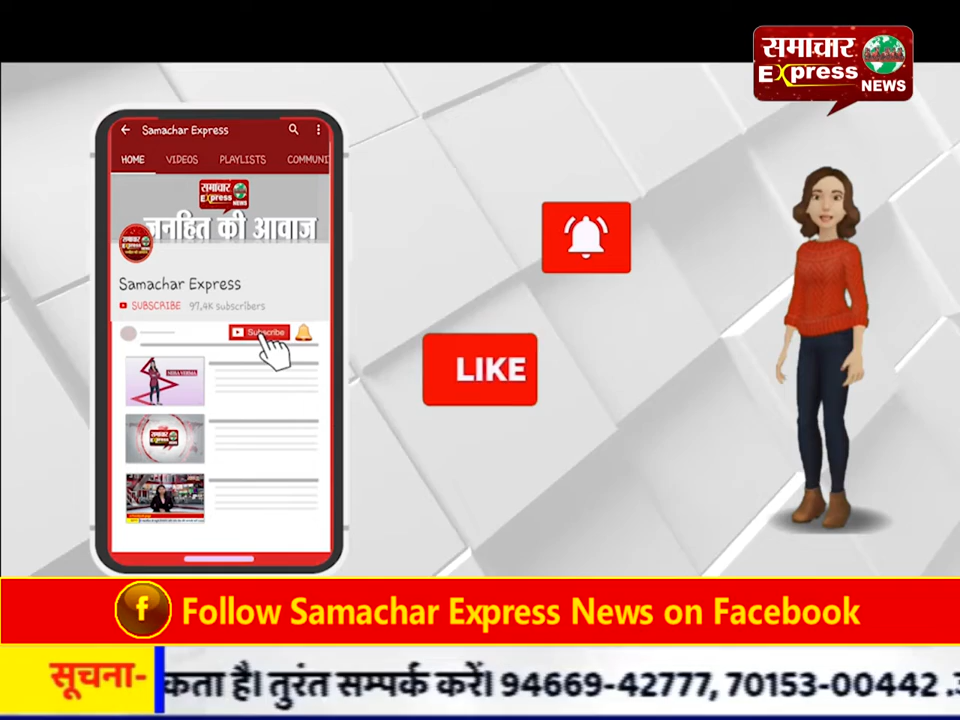 समाचार
Express
NEWS
Samachar Express
HOME VIDEOS PLAYLISTS COMMUNI
समाचार
Express
NEWS
जनहित की आवाज
Samachar Express
SUBSCRIBE 97.4K subscribers
Subscribe
LIKE
f Follow Samachar Express News on Facebook
सूचना- कता है। तुरंत सम्पर्क करें। 94669-42777, 70153-00442